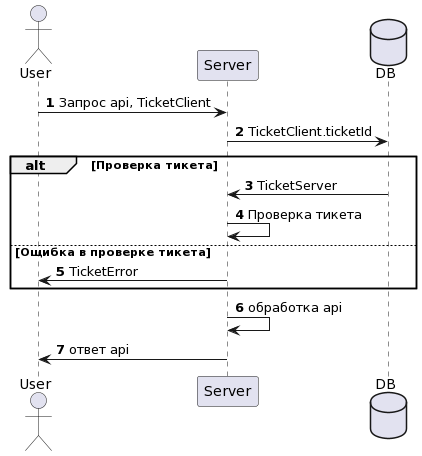 User
Server
DB
1 Запрос api, TicketClient
2 TicketClient.ticketId
alt [Проверка тикета]
3 TicketServer
4 Проверка тикета
[Ощибка в проверке тикета]
5 TicketError
6 обработка api
7 ответ api
User
Server
DB